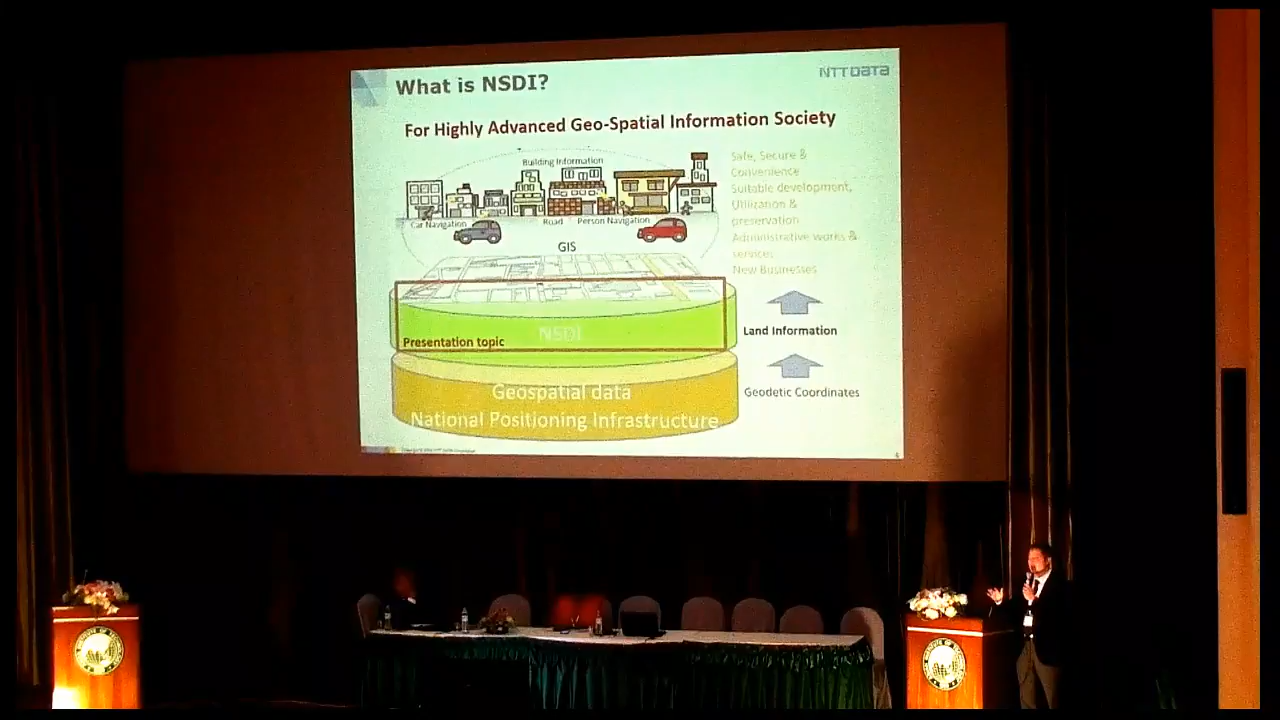 What is NSDI?
NTT DATA
For Highly Advanced Geo-Spatial Information Society
Building Information
Car Navigation
Road
Person Navigation
GIS
Safe, Secure &
Convenience
Suitable development,
Utilization &
preservation
Administrative works &
services
New Businesses
NSDI
Presentation topic
Land Information
Geospatial data
National Positioning Infrastructure
Geodetic Coordinates